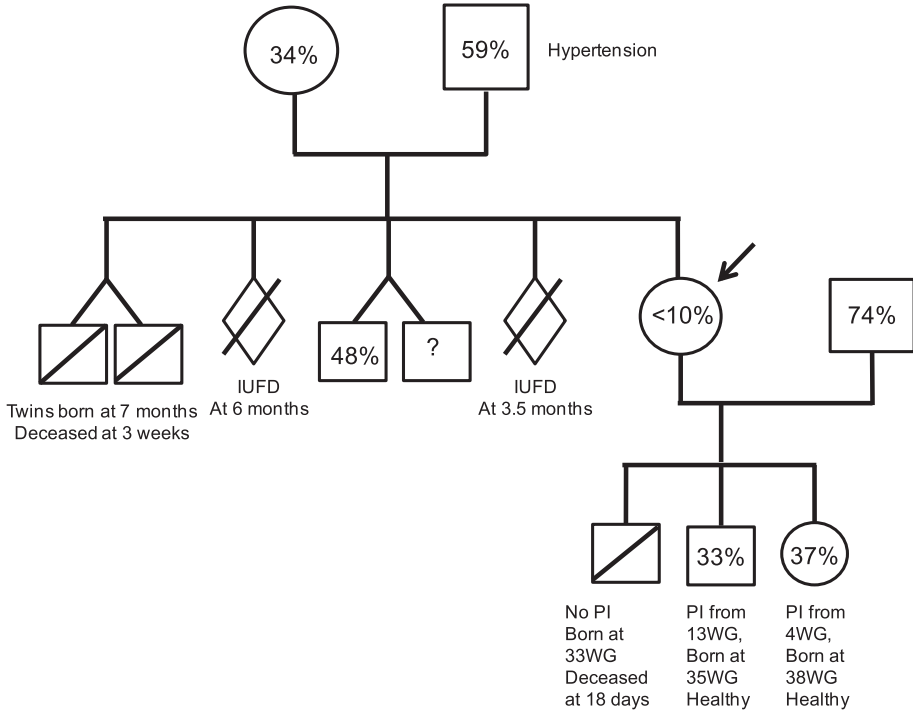 34%
59%
Hypertension
<10%
74%
48%
?
IUFD
At 6 months
IUFD
At 3.5 months
Twins born at 7 months
Deceased at 3 weeks
33%
37%
No PI
Born at
33WG
Deceased
at 18 days
PI from
13WG,
Born at
35WG
Healthy
PI from
4WG,
Born at
38WG
Healthy